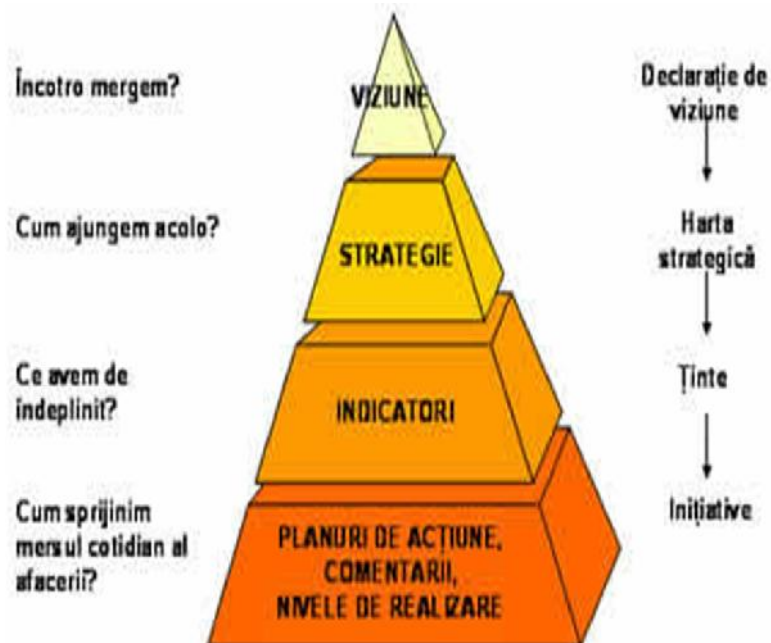 Încotro mergem?
VIZIUNE
Declarație de
viziune
Cum ajungem acolo?
STRATEGIE
Harta
strategică
Ce avem de
îndeplinit?
INDICATORI
Ținte
Cum sprijinim
mersul cotidian al
afacerii?
PLANURI DE ACȚIUNE,
COMENTARII,
NIVELE DE REALIZARE
Inițiative